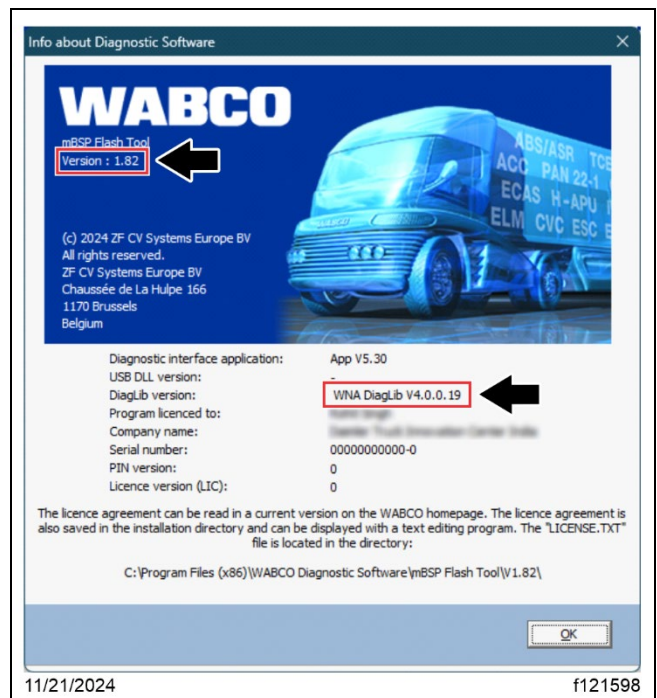 Info about Diagnostic Software
WABCO
mBSP Flash Tool
Version : 1.82
ABS/ASR TCE
ACC PAN 22-1
ECAS H-APU
ELM CVC ESC E
WABCO
(c) 2024 ZF CV Systems Europe BV
All rights reserved.
ZF CV Systems Europe BV
Chaussée de La Hulpe 166
1170 Brussels
Belgium
Diagnostic interface application: App V5.30
USB DLL version: -
DiagLib version: WNA DiagLib V4.0.0.19
Program licenced to:
Company name:
Serial number: 00000000000-0
PIN version: 0
Licence version (LIC): 0
The licence agreement can be read in a current version on the WABCO homepage. The licence agreement is
also saved in the installation directory and can be displayed with a text editing program. The "LICENSE.TXT"
file is located in the directory:
C:\Program Files (x86)\WABCO Diagnostic Software\mBSP Flash Tool\V1.82\
OK
11/21/2024 f121598